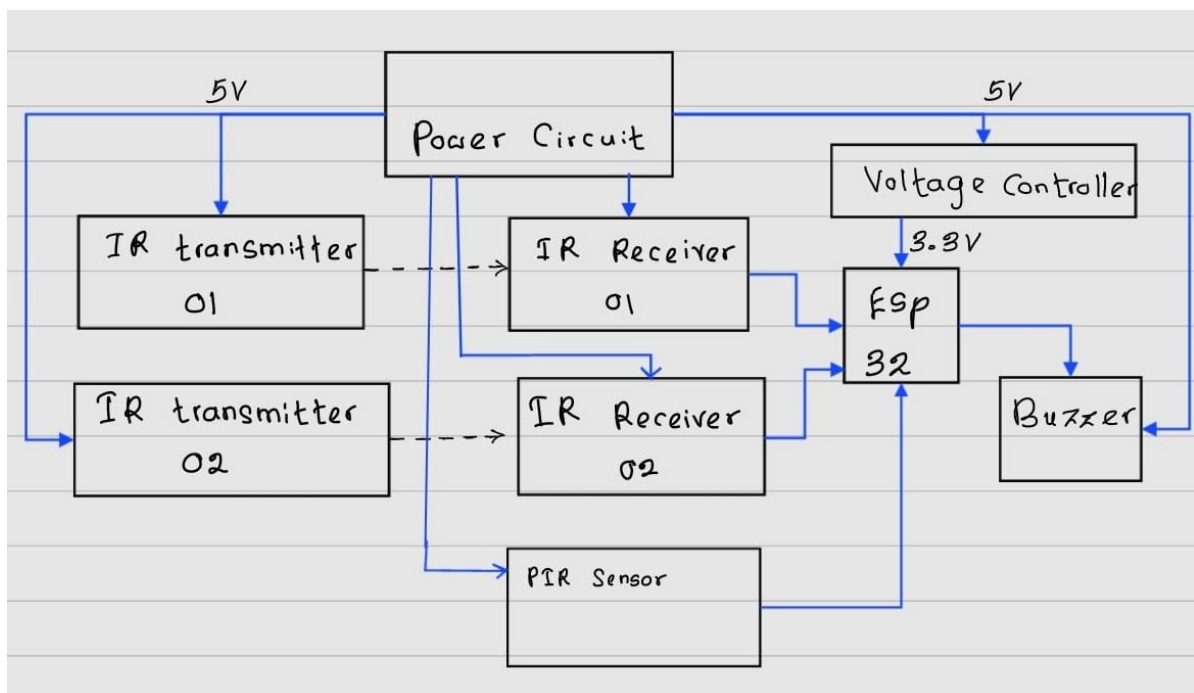 5V
5V
Power Circuit
Voltage Controller
3.3V
IR transmitter
01
IR Receiver
01
ESp
32
IR transmitter
02
IR Receiver
02
Buzzer
PIR Sensor